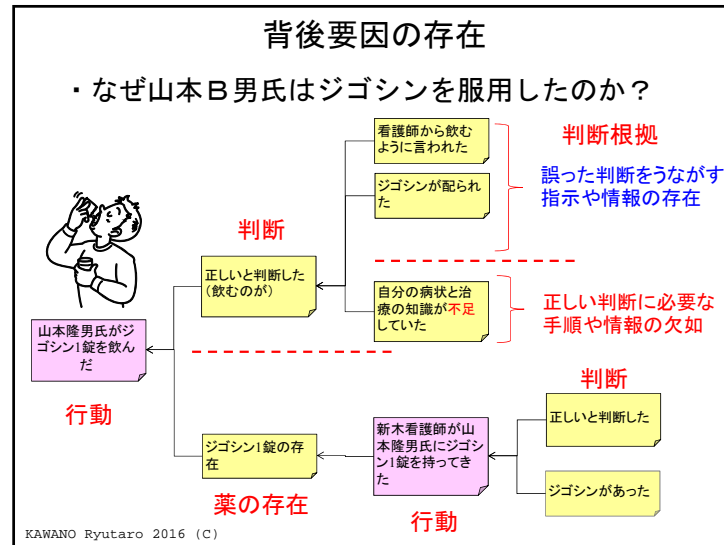 背後要因の存在
・なぜ山本B男氏はジゴシンを服用したのか？
看護師から飲む
ように言われた
判断根拠
ジゴシンが配られ
た
誤った判断をうながす
指示や情報の存在
判断
正しいと判断した
（飲むのが）
自分の病状と治
療の知識が不足
していた
正しい判断に必要な
手順や情報の欠如
山本隆男氏がジ
ゴシン1錠を飲ん
だ
行動
判断
ジゴシン1錠の存
在
薬の存在
新木看護師が山
本隆男氏にジゴシ
ン1錠を持ってき
た
行動
正しいと判断した
ジゴシンがあった
KAWANO Ryutaro 2016 (C)